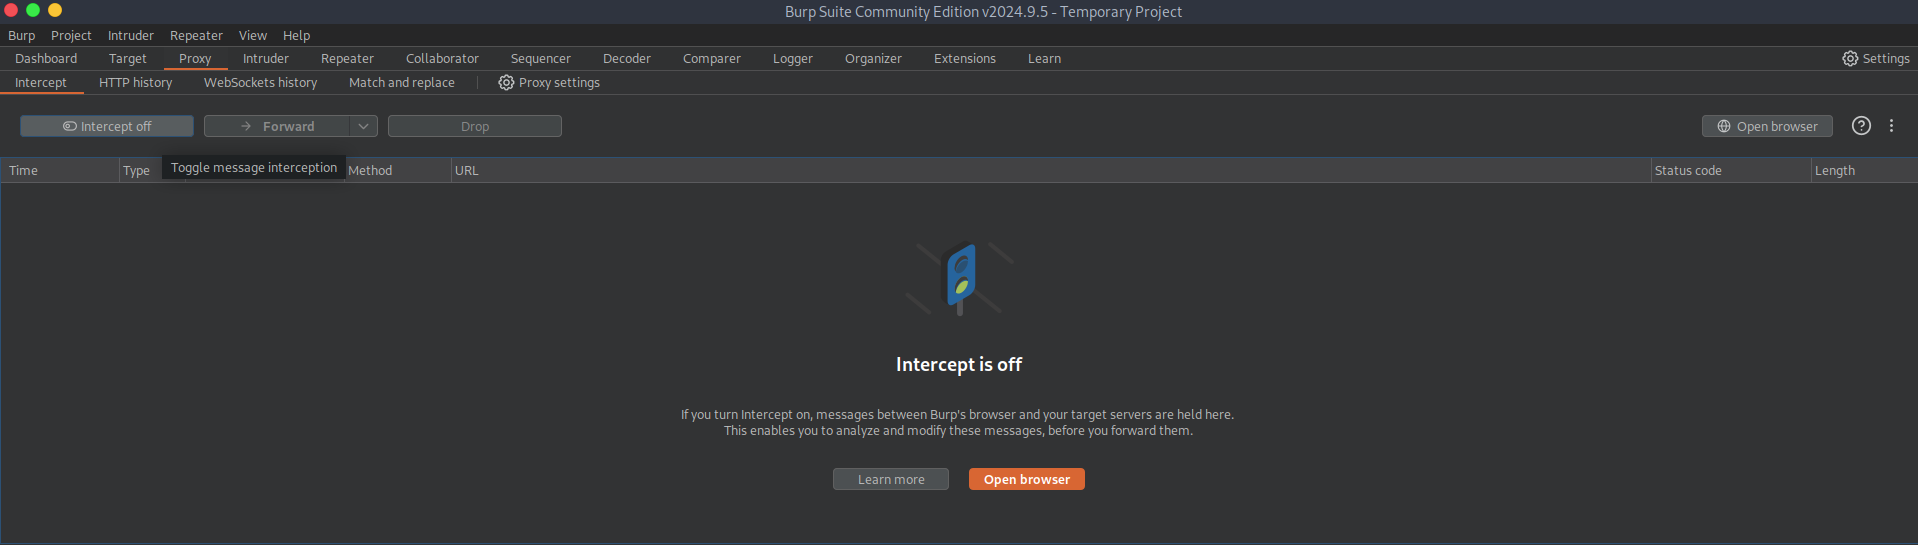 Burp Suite Community Edition v2024.9.5 - Temporary Project
Burp Project Intruder Repeater View Help
Dashboard Target Proxy Intruder Repeater Collaborator Sequencer Decoder Comparer Logger Organizer Extensions Learn Settings
Intercept HTTP history WebSockets history Match and replace Proxy settings
Intercept off Forward Drop Open browser
Toggle message interception
Time Type Method URL Status code Length
Intercept is off
If you turn Intercept on, messages between Burp's browser and your target servers are held here.
This enables you to analyze and modify these messages, before you forward them.
Learn more Open browser